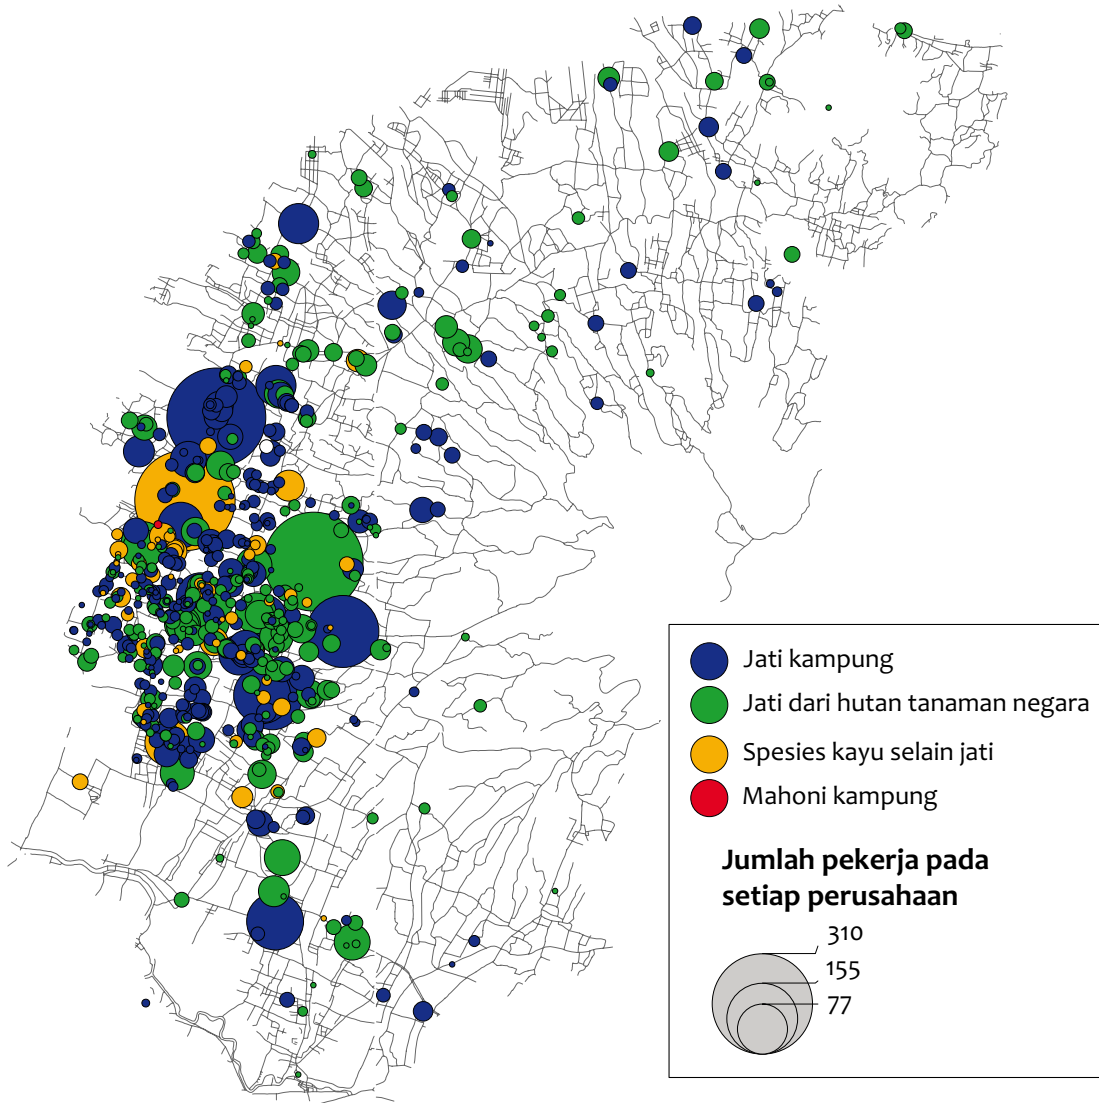 Jati kampung
Jati dari hutan tanaman negara
Spesies kayu selain jati
Mahoni kampung
Jumlah pekerja pada
setiap perusahaan
310
155
77